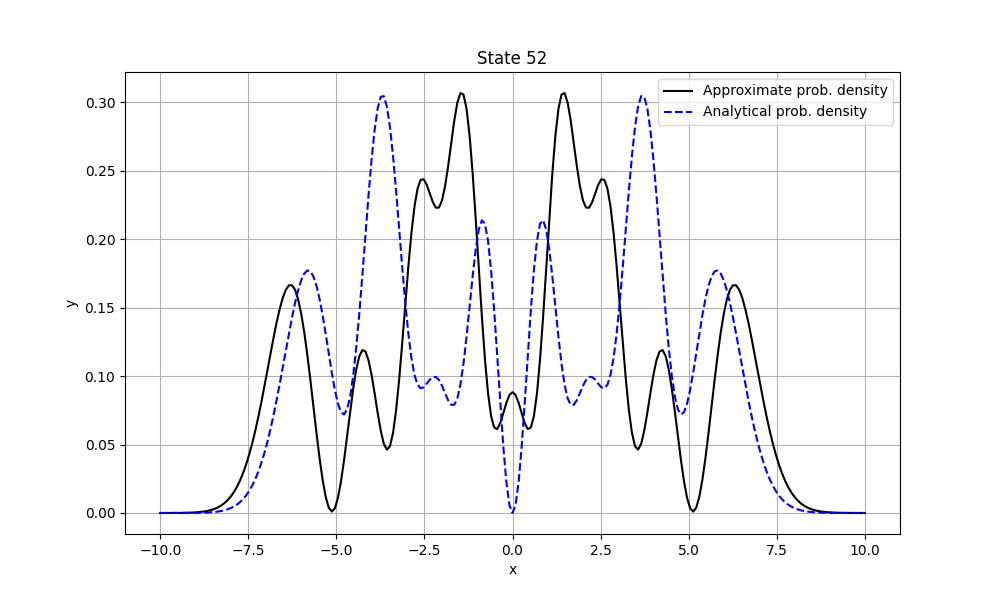 State 52
Approximate prob. density
Analytical prob. density
0.30
0.25
0.20
0.15
0.10
0.05
0.00
y
−10.0 −7.5 −5.0 −2.5 0.0 2.5 5.0 7.5 10.0
x